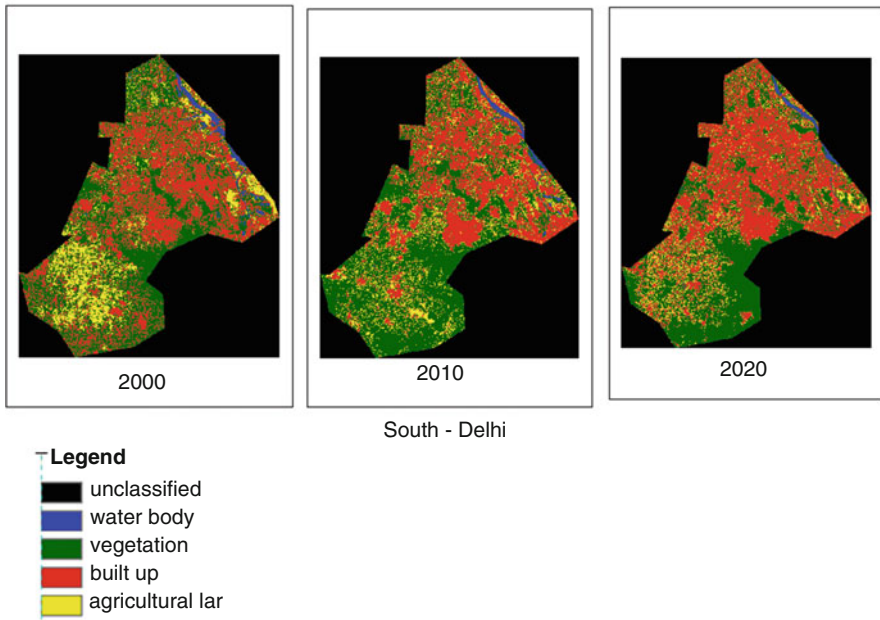 2000
2010
2020
South - Delhi
Legend
unclassified
water body
vegetation
built up
agricultural lar